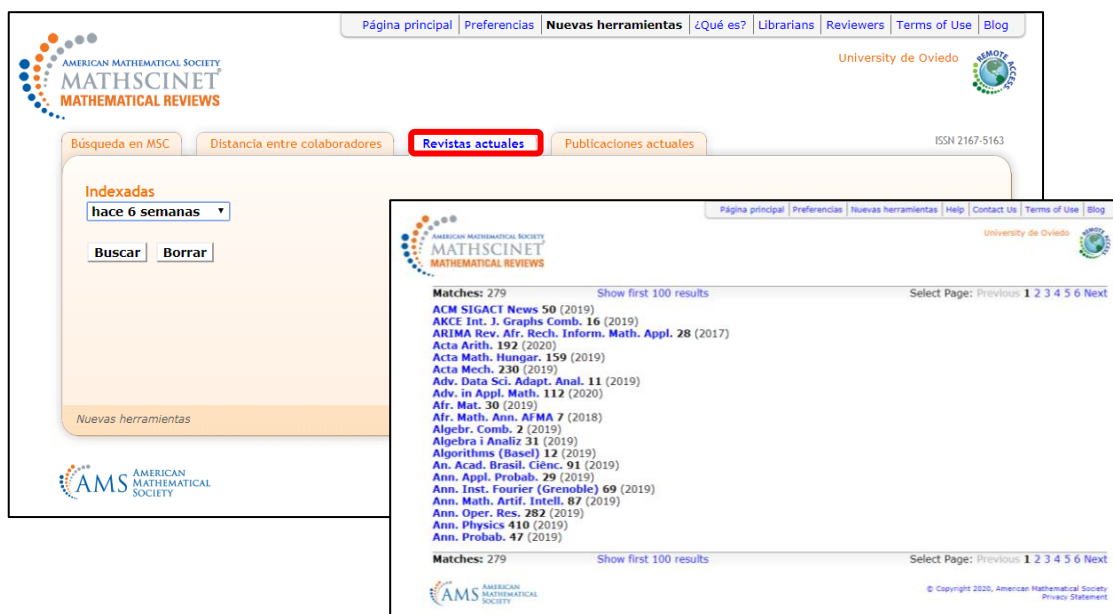 Página principal Preferencias Nuevas herramientas ¿Qué es? Librarians Reviewers Terms of Use Blog
AMERICAN MATHEMATICAL SOCIETY
MATHSCINET
MATHEMATICAL REVIEWS
University de Oviedo
REMOTE ACCESS
Búsqueda en MSC Distancia entre colaboradores Revistas actuales Publicaciones actuales
ISSN 2167-5163
Indexadas
hace 6 semanas
Buscar Borrar
Nuevas herramientas
AMS AMERICAN
MATHEMATICAL
SOCIETY
Página principal Preferencias Nuevas herramientas Help Contact Us Terms of Use Blog
AMERICAN MATHEMATICAL SOCIETY
MATHSCINET
MATHEMATICAL REVIEWS
University de Oviedo
REMOTE ACCESS
Matches: 279 Show first 100 results Select Page: Previous 1 2 3 4 5 6 Next
ACM SIGACT News 50 (2019)
AKCE Int. J. Graphs Comb. 16 (2019)
ARIMA Rev. Afr. Rech. Inform. Math. Appl. 28 (2017)
Acta Arith. 192 (2020)
Acta Math. Hungar. 159 (2019)
Acta Mech. 230 (2019)
Adv. Data Sci. Adapt. Anal. 11 (2019)
Adv. in Appl. Math. 112 (2020)
Afr. Mat. 30 (2019)
Afr. Math. Ann. AFMA 7 (2018)
Algebr. Comb. 2 (2019)
Algebra i Analiz 31 (2019)
Algorithms (Basel) 12 (2019)
An. Acad. Brasil. Ciênc. 91 (2019)
Ann. Appl. Probab. 29 (2019)
Ann. Inst. Fourier (Grenoble) 69 (2019)
Ann. Math. Artif. Intell. 87 (2019)
Ann. Oper. Res. 282 (2019)
Ann. Physics 410 (2019)
Ann. Probab. 47 (2019)
Matches: 279 Show first 100 results Select Page: Previous 1 2 3 4 5 6 Next
AMS AMERICAN
MATHEMATICAL
SOCIETY
© Copyright 2020, American Mathematical Society
Privacy Statement